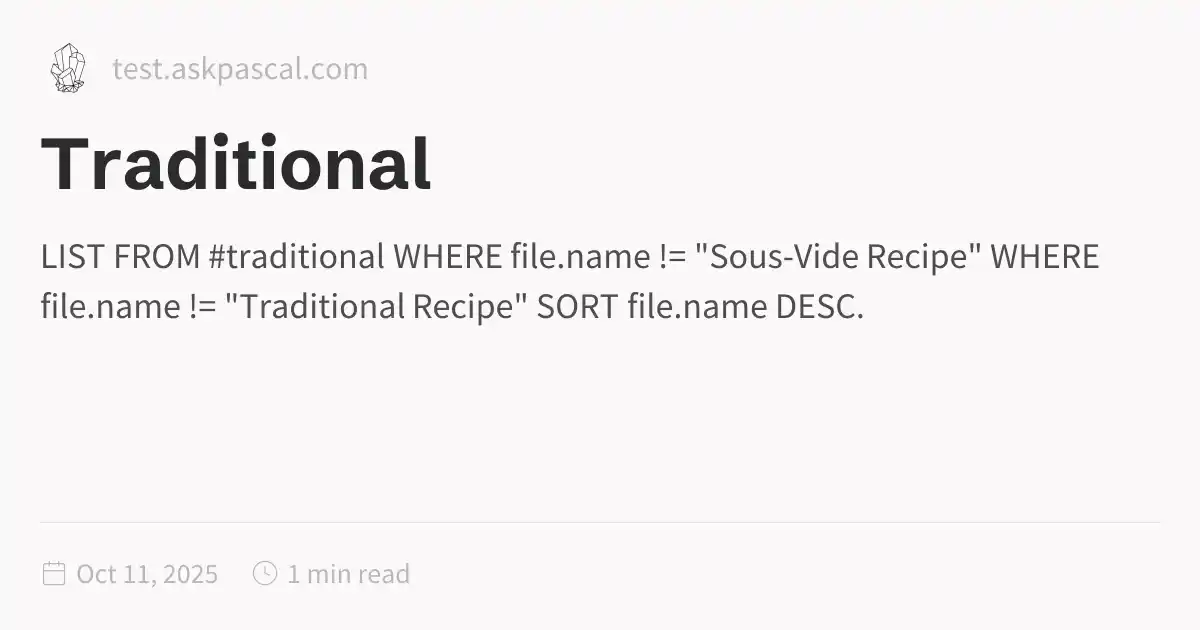 test.askpascal.com
Traditional
LIST FROM #traditional WHERE file.name != "Sous-Vide Recipe" WHERE
file.name != "Traditional Recipe" SORT file.name DESC.
Oct 11, 2025 1 min read